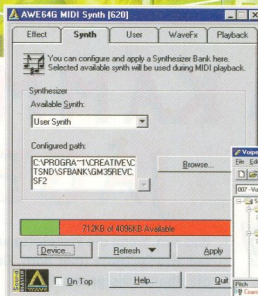 AWE64G MIDI Synth [620]
Effect Synth User WaveFx Playback
You can configure and apply a Synthesizer Bank here.
Selected available synth will be used during MIDI playback.
Synthesizer
Available Synth:
User Synth
Configured path:
C:\PROGRA~1\CREATIVE\C
TSND\SFBANK\GM35REVC.
SF2
Browse...
712KB of 4096KB Available
Device... Refresh Apply
On Top Help... Quit
File
Pitch